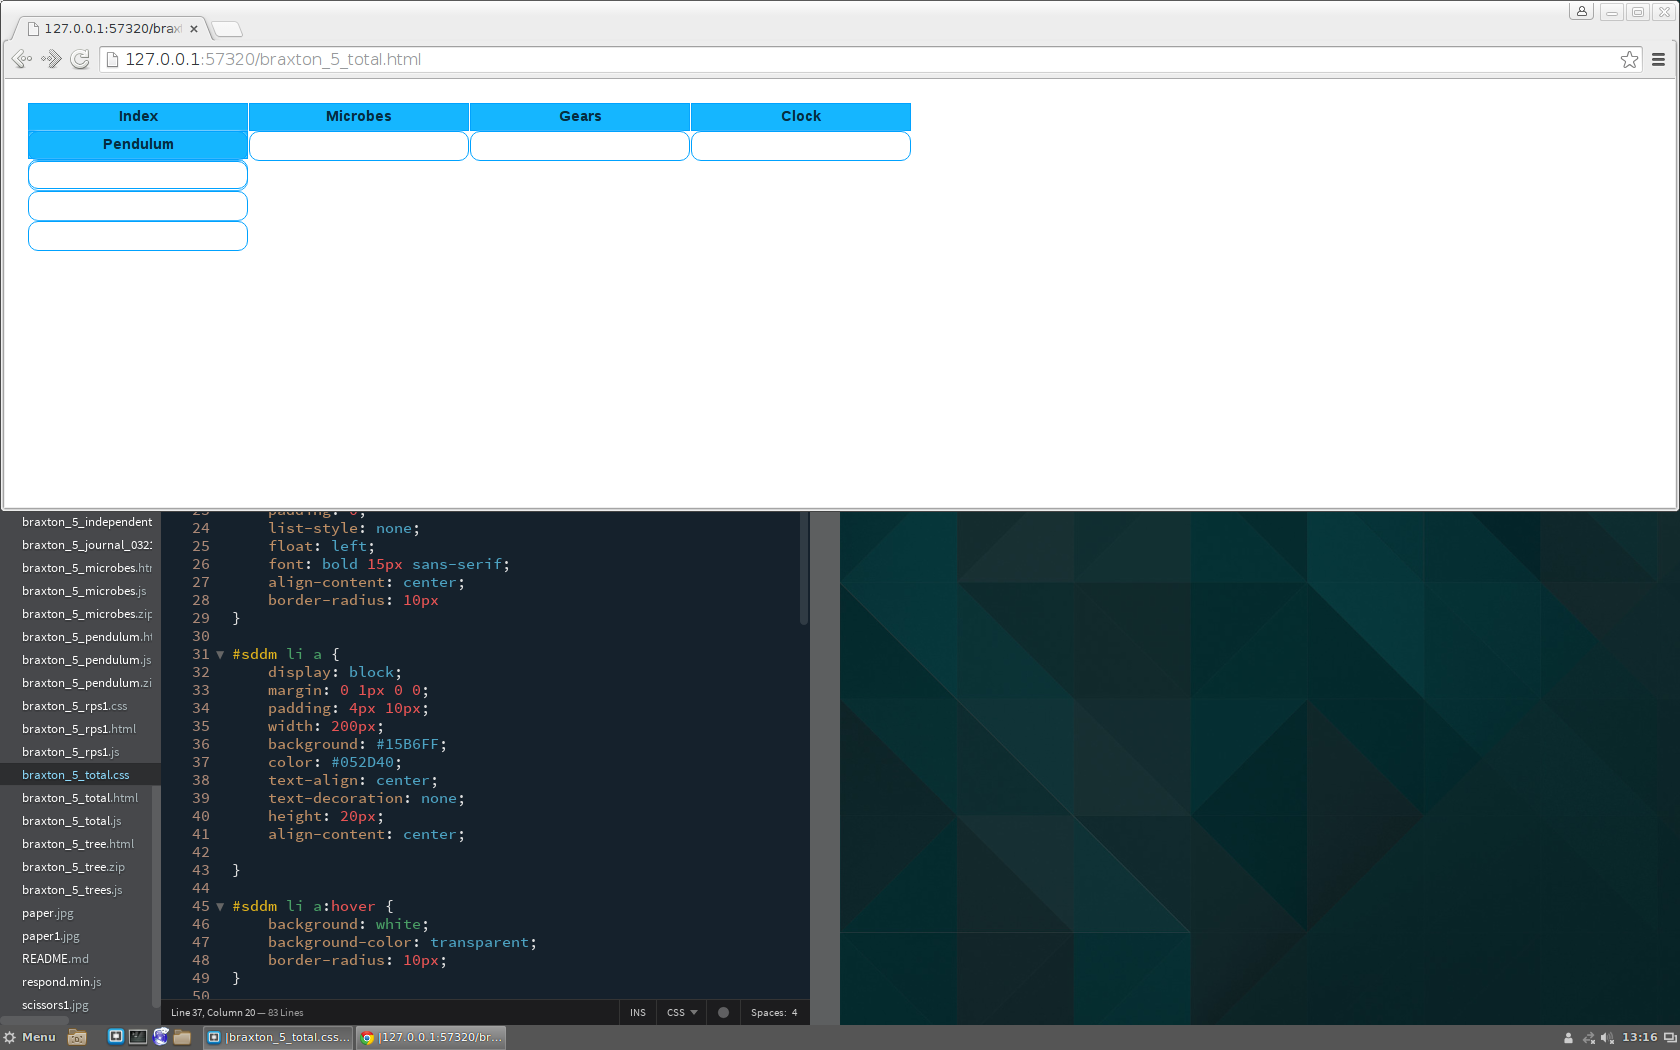 127.0.0.1:57320/brax
127.0.0.1:57320/braxton_5_total.html
Index Microbes Gears Clock
Pendulum
braxton_5_independent
braxton_5_journal_032
braxton_5_microbes.htm
braxton_5_microbes.js
braxton_5_microbes.zip
braxton_5_pendulum.ht
braxton_5_pendulum.js
braxton_5_pendulum.zi
braxton_5_rps1.css
braxton_5_rps1.html
braxton_5_rps1.js
braxton_5_total.css
braxton_5_total.html
braxton_5_total.js
braxton_5_tree.html
braxton_5_tree.zip
braxton_5_trees.js
paper.jpg
paper1.jpg
README.md
respond.min.js
scissors1.jpg
23 padding: 0;
24 list-style: none;
25 float: left;
26 font: bold 15px sans-serif;
27 align-content: center;
28 border-radius: 10px
29 }
30
31 #sddm li a {
32 display: block;
33 margin: 0 1px 0 0;
34 padding: 4px 10px;
35 width: 200px;
36 background: #15B6FF;
37 color: #052D40;
38 text-align: center;
39 text-decoration: none;
40 height: 20px;
41 align-content: center;
42
43 }
44
45 #sddm li a:hover {
46 background: white;
47 background-color: transparent;
48 border-radius: 10px;
49 }
50
Line 37, Column 20 — 83 Lines INS CSS Spaces: 4
Menu |braxton_5_total.css... |127.0.0.1:57320/br... 13:16